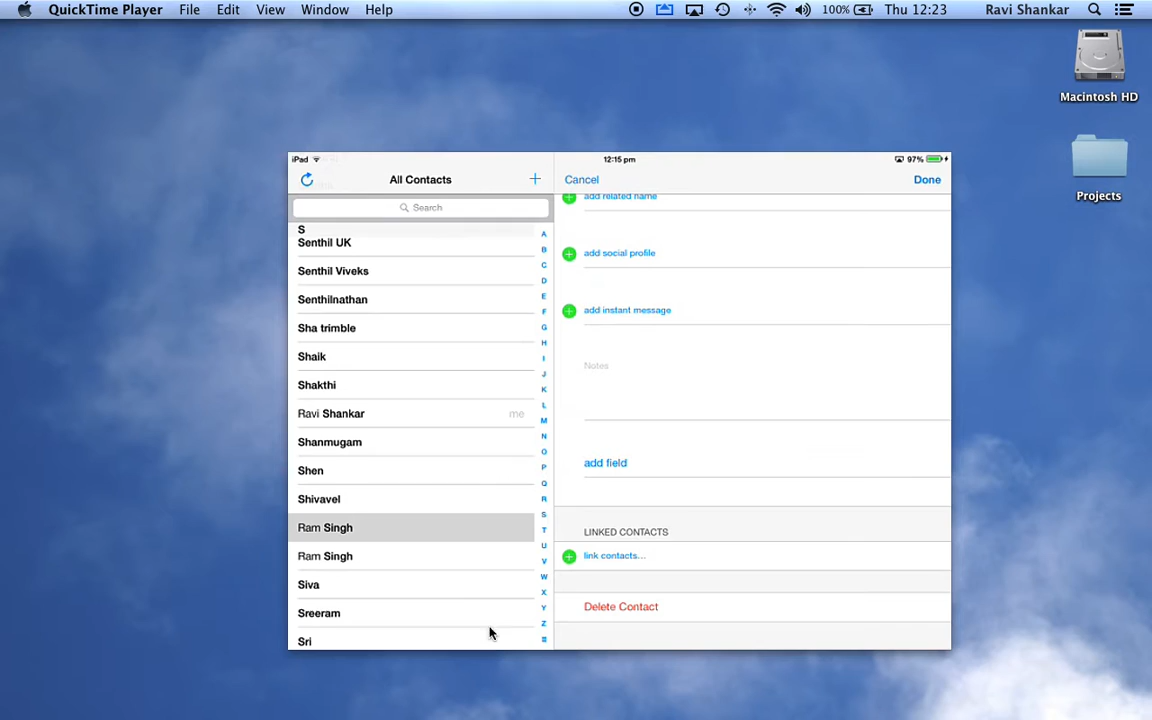 QuickTime Player File Edit View Window Help 100% Thu 12:23 Ravi Shankar
Macintosh HD
Projects
iPad 12:15 pm 97%
All Contacts + Cancel Done
Search
S
Senthil UK
Senthil Viveks
Senthilnathan
Sha trimble
Shaik
Shakthi
Ravi Shankar me
Shanmugam
Shen
Shivavel
Ram Singh
Ram Singh
Siva
Sreeram
Sri
A
B
C
D
E
F
G
H
I
J
K
L
M
N
O
P
Q
R
S
T
U
V
W
X
Y
Z
#
add related name
add social profile
add instant message
Notes
add field
LINKED CONTACTS
link contacts...
Delete Contact